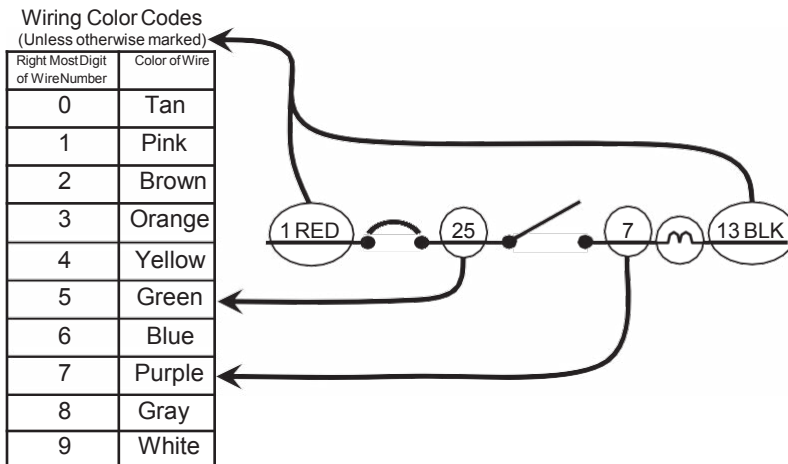 Wiring Color Codes
(Unless otherwise marked)
Right Most Digit of Wire Number Color of Wire
0 Tan
1 Pink
2 Brown
3 Orange
4 Yellow
5 Green
6 Blue
7 Purple
8 Gray
9 White
1 RED 25 7 13 BLK